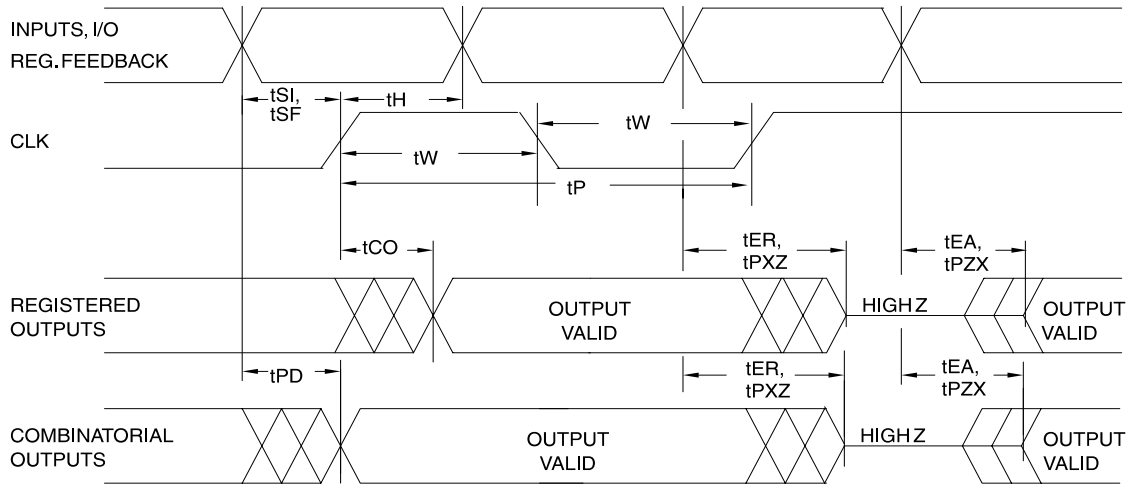 INPUTS, I/O
REG. FEEDBACK
tSI,
tSF
tH
CLK
tW
tW
tP
tCO
tER,
tPXZ
tEA,
tPZX
REGISTERED
OUTPUTS
OUTPUT
VALID
HIGH Z
OUTPUT
VALID
tPD
tER,
tPXZ
tEA,
tPZX
COMBINATORIAL
OUTPUTS
OUTPUT
VALID
HIGH Z
OUTPUT
VALID